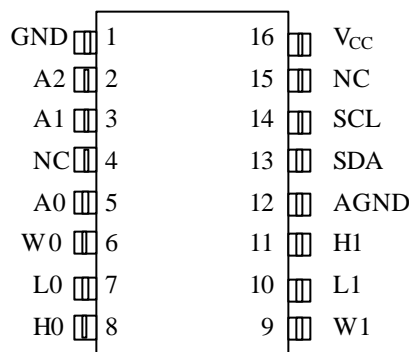 GND 1 16 VCC
A2 2 15 NC
A1 3 14 SCL
NC 4 13 SDA
A0 5 12 AGND
W0 6 11 H1
L0 7 10 L1
H0 8 9 W1